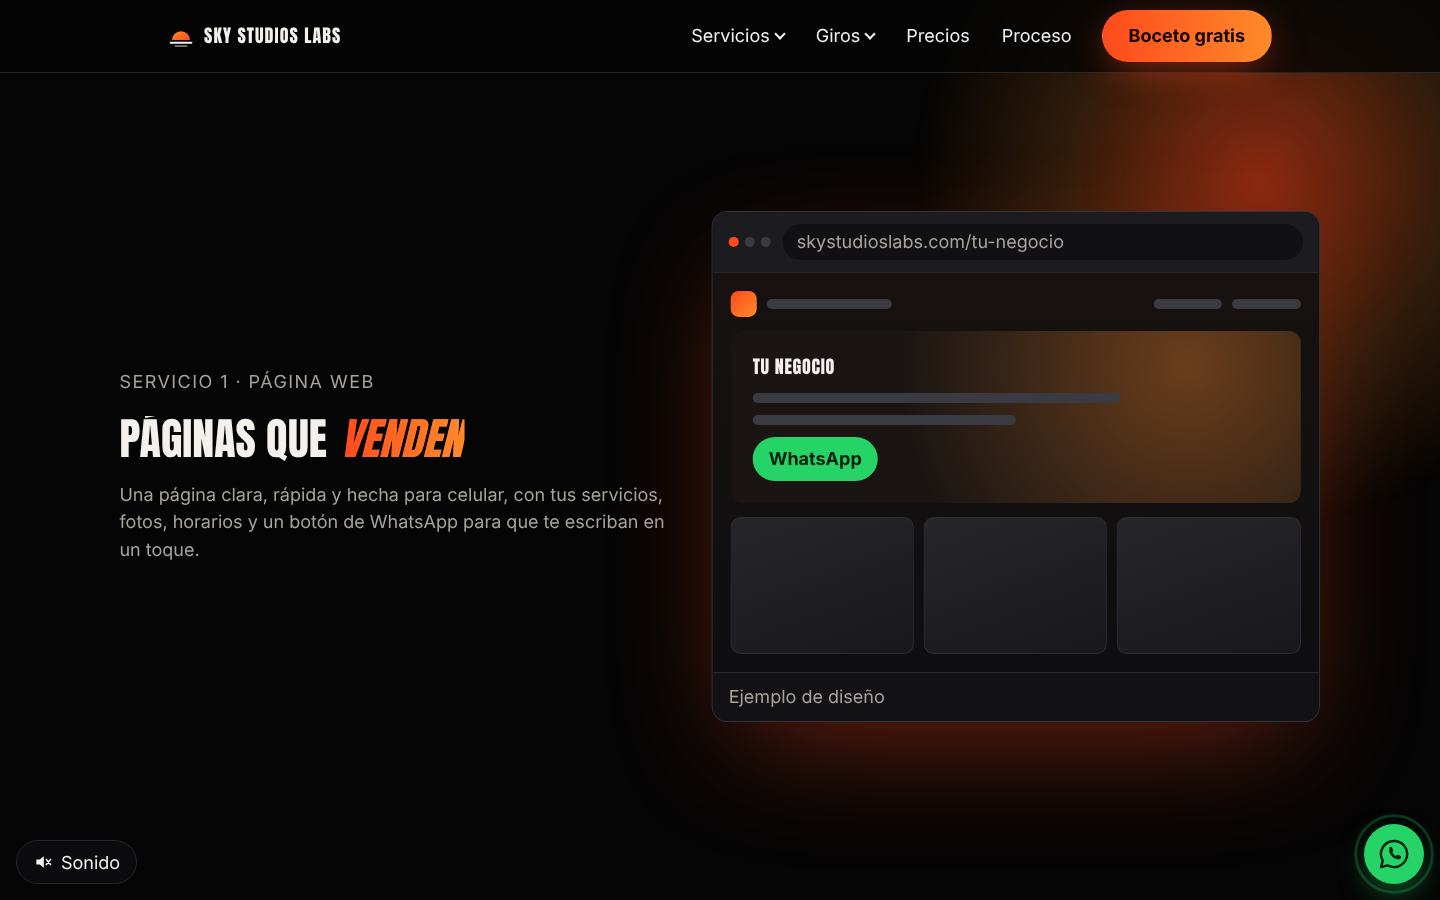 SKY STUDIOS LABS
Servicios
Giros
Precios
Proceso
Boceto gratis
SERVICIO 1 · PÁGINA WEB
PÁGINAS QUE VENDEN
Una página clara, rápida y hecha para celular, con tus servicios,
fotos, horarios y un botón de WhatsApp para que te escriban en
un toque.
skystudioslabs.com/tu-negocio
TU NEGOCIO
WhatsApp
Ejemplo de diseño
Sonido